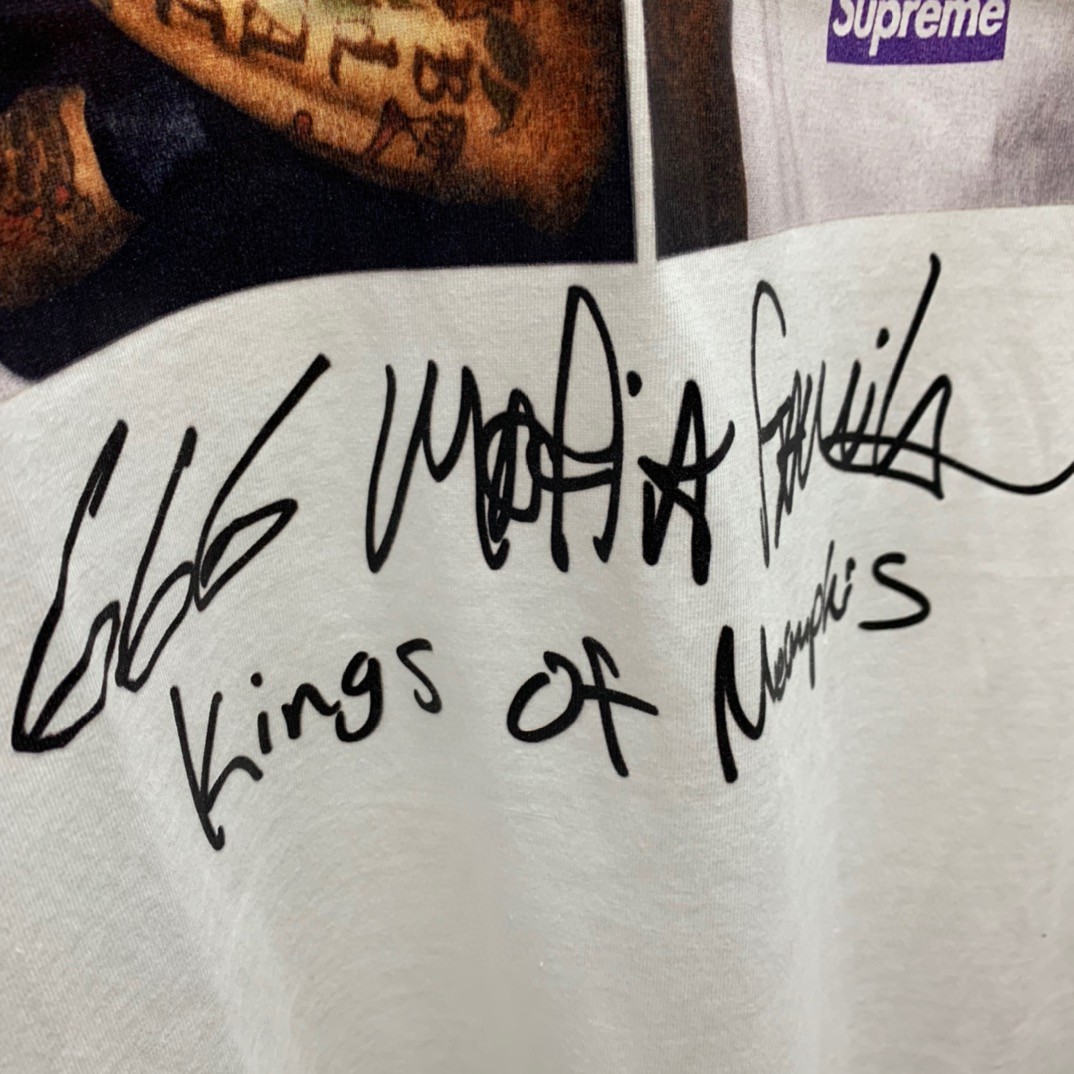 Supreme
666 Mafia Family
Kings Of Memphis